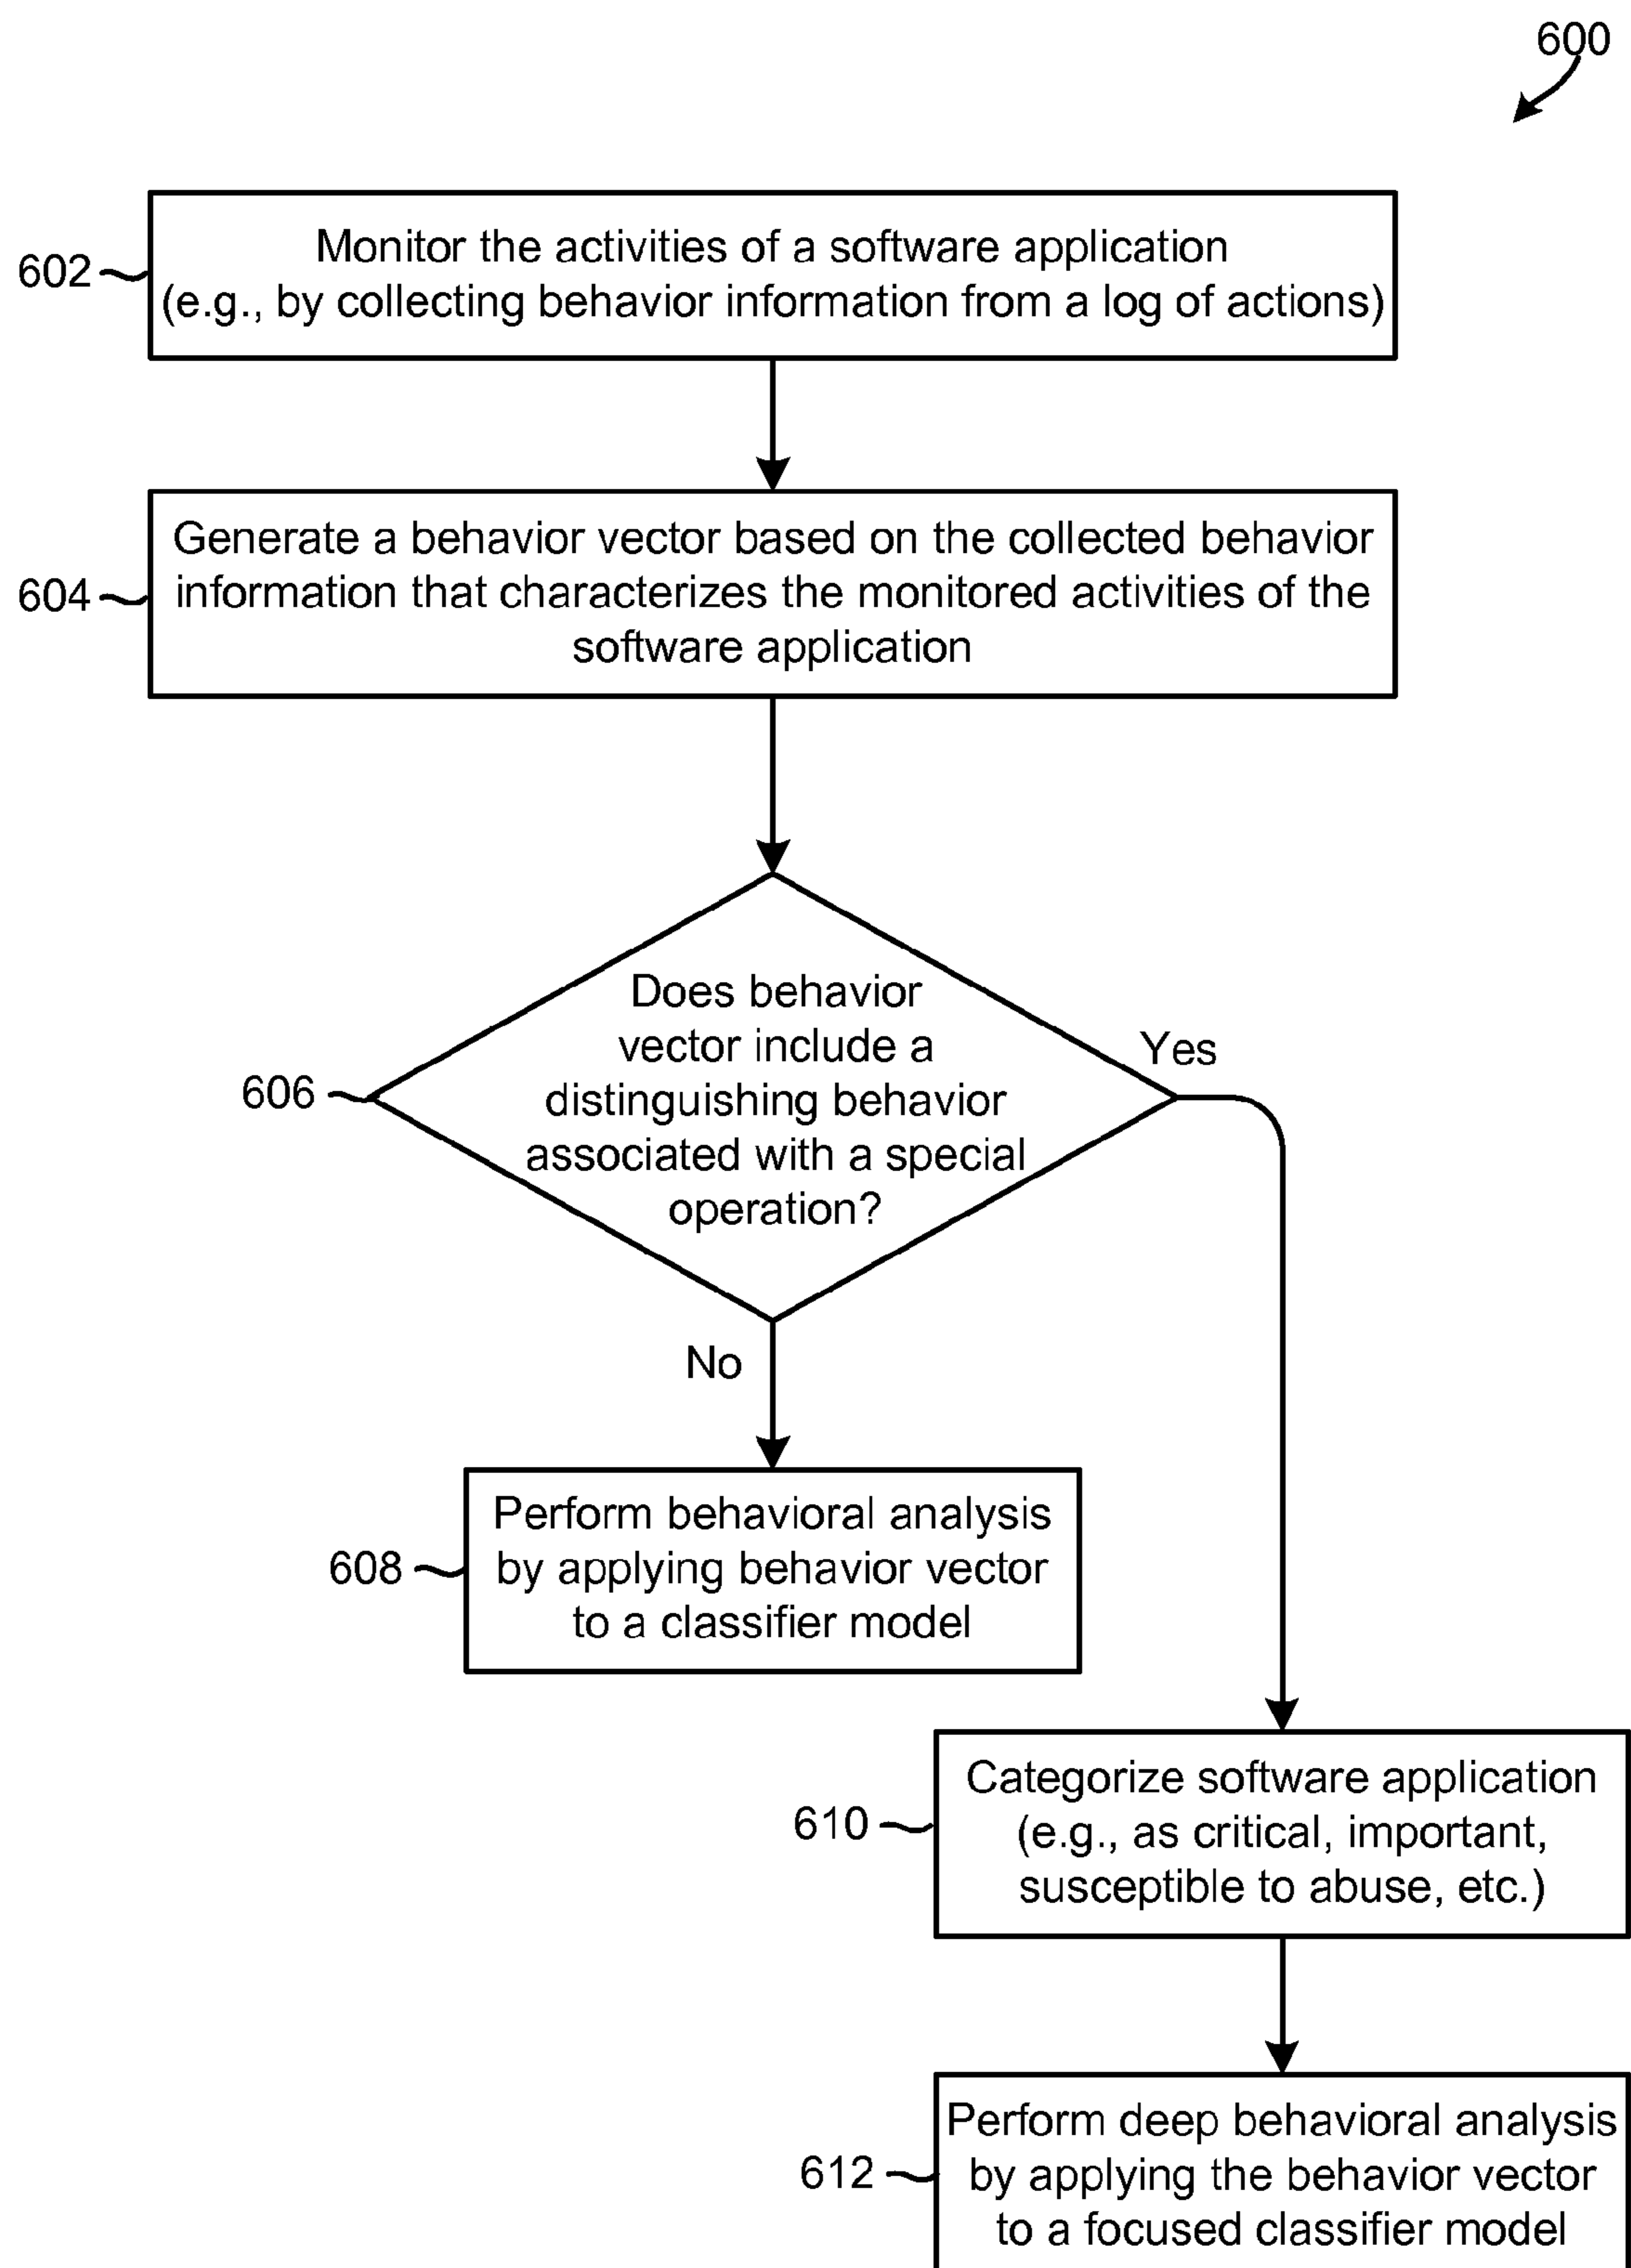 600
602
Monitor the activities of a software application
(e.g., by collecting behavior information from a log of actions)
604
Generate a behavior vector based on the collected behavior
information that characterizes the monitored activities of the
software application
606
Does behavior
vector include a
distinguishing behavior
associated with a special
operation?
Yes
No
608
Perform behavioral analysis
by applying behavior vector
to a classifier model
610
Categorize software application
(e.g., as critical, important,
susceptible to abuse, etc.)
612
Perform deep behavioral analysis
by applying the behavior vector
to a focused classifier model